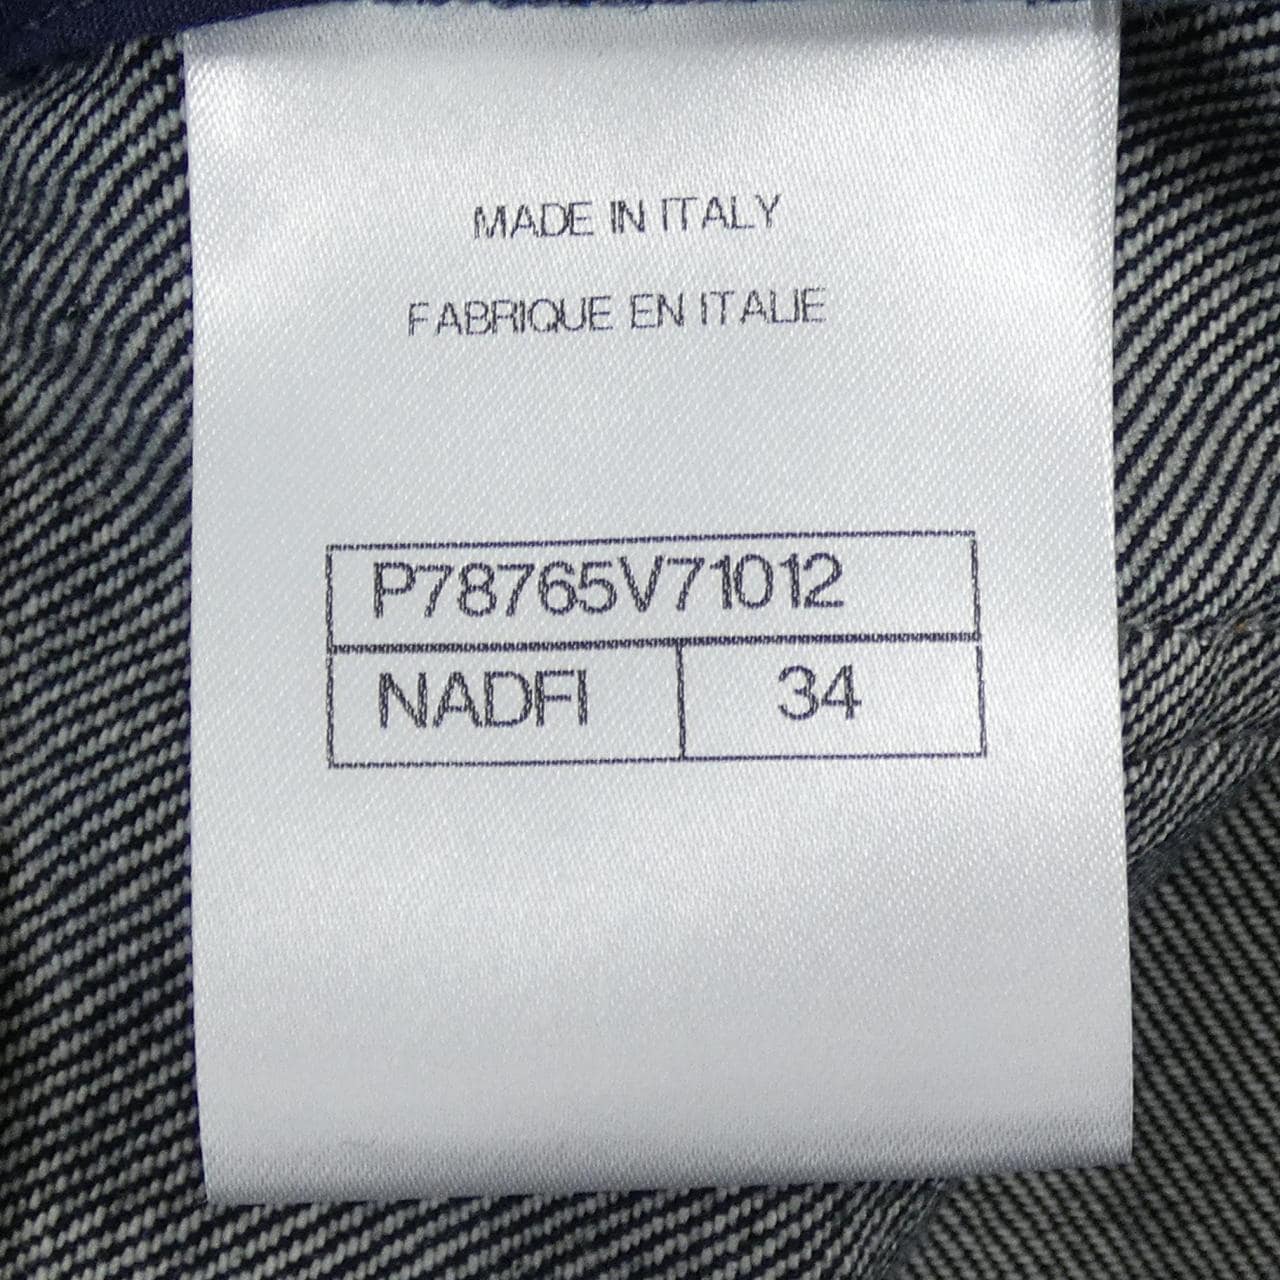 MADE IN ITALY
FABRIQUE EN ITALIE
P78765V71012
NADFI 34